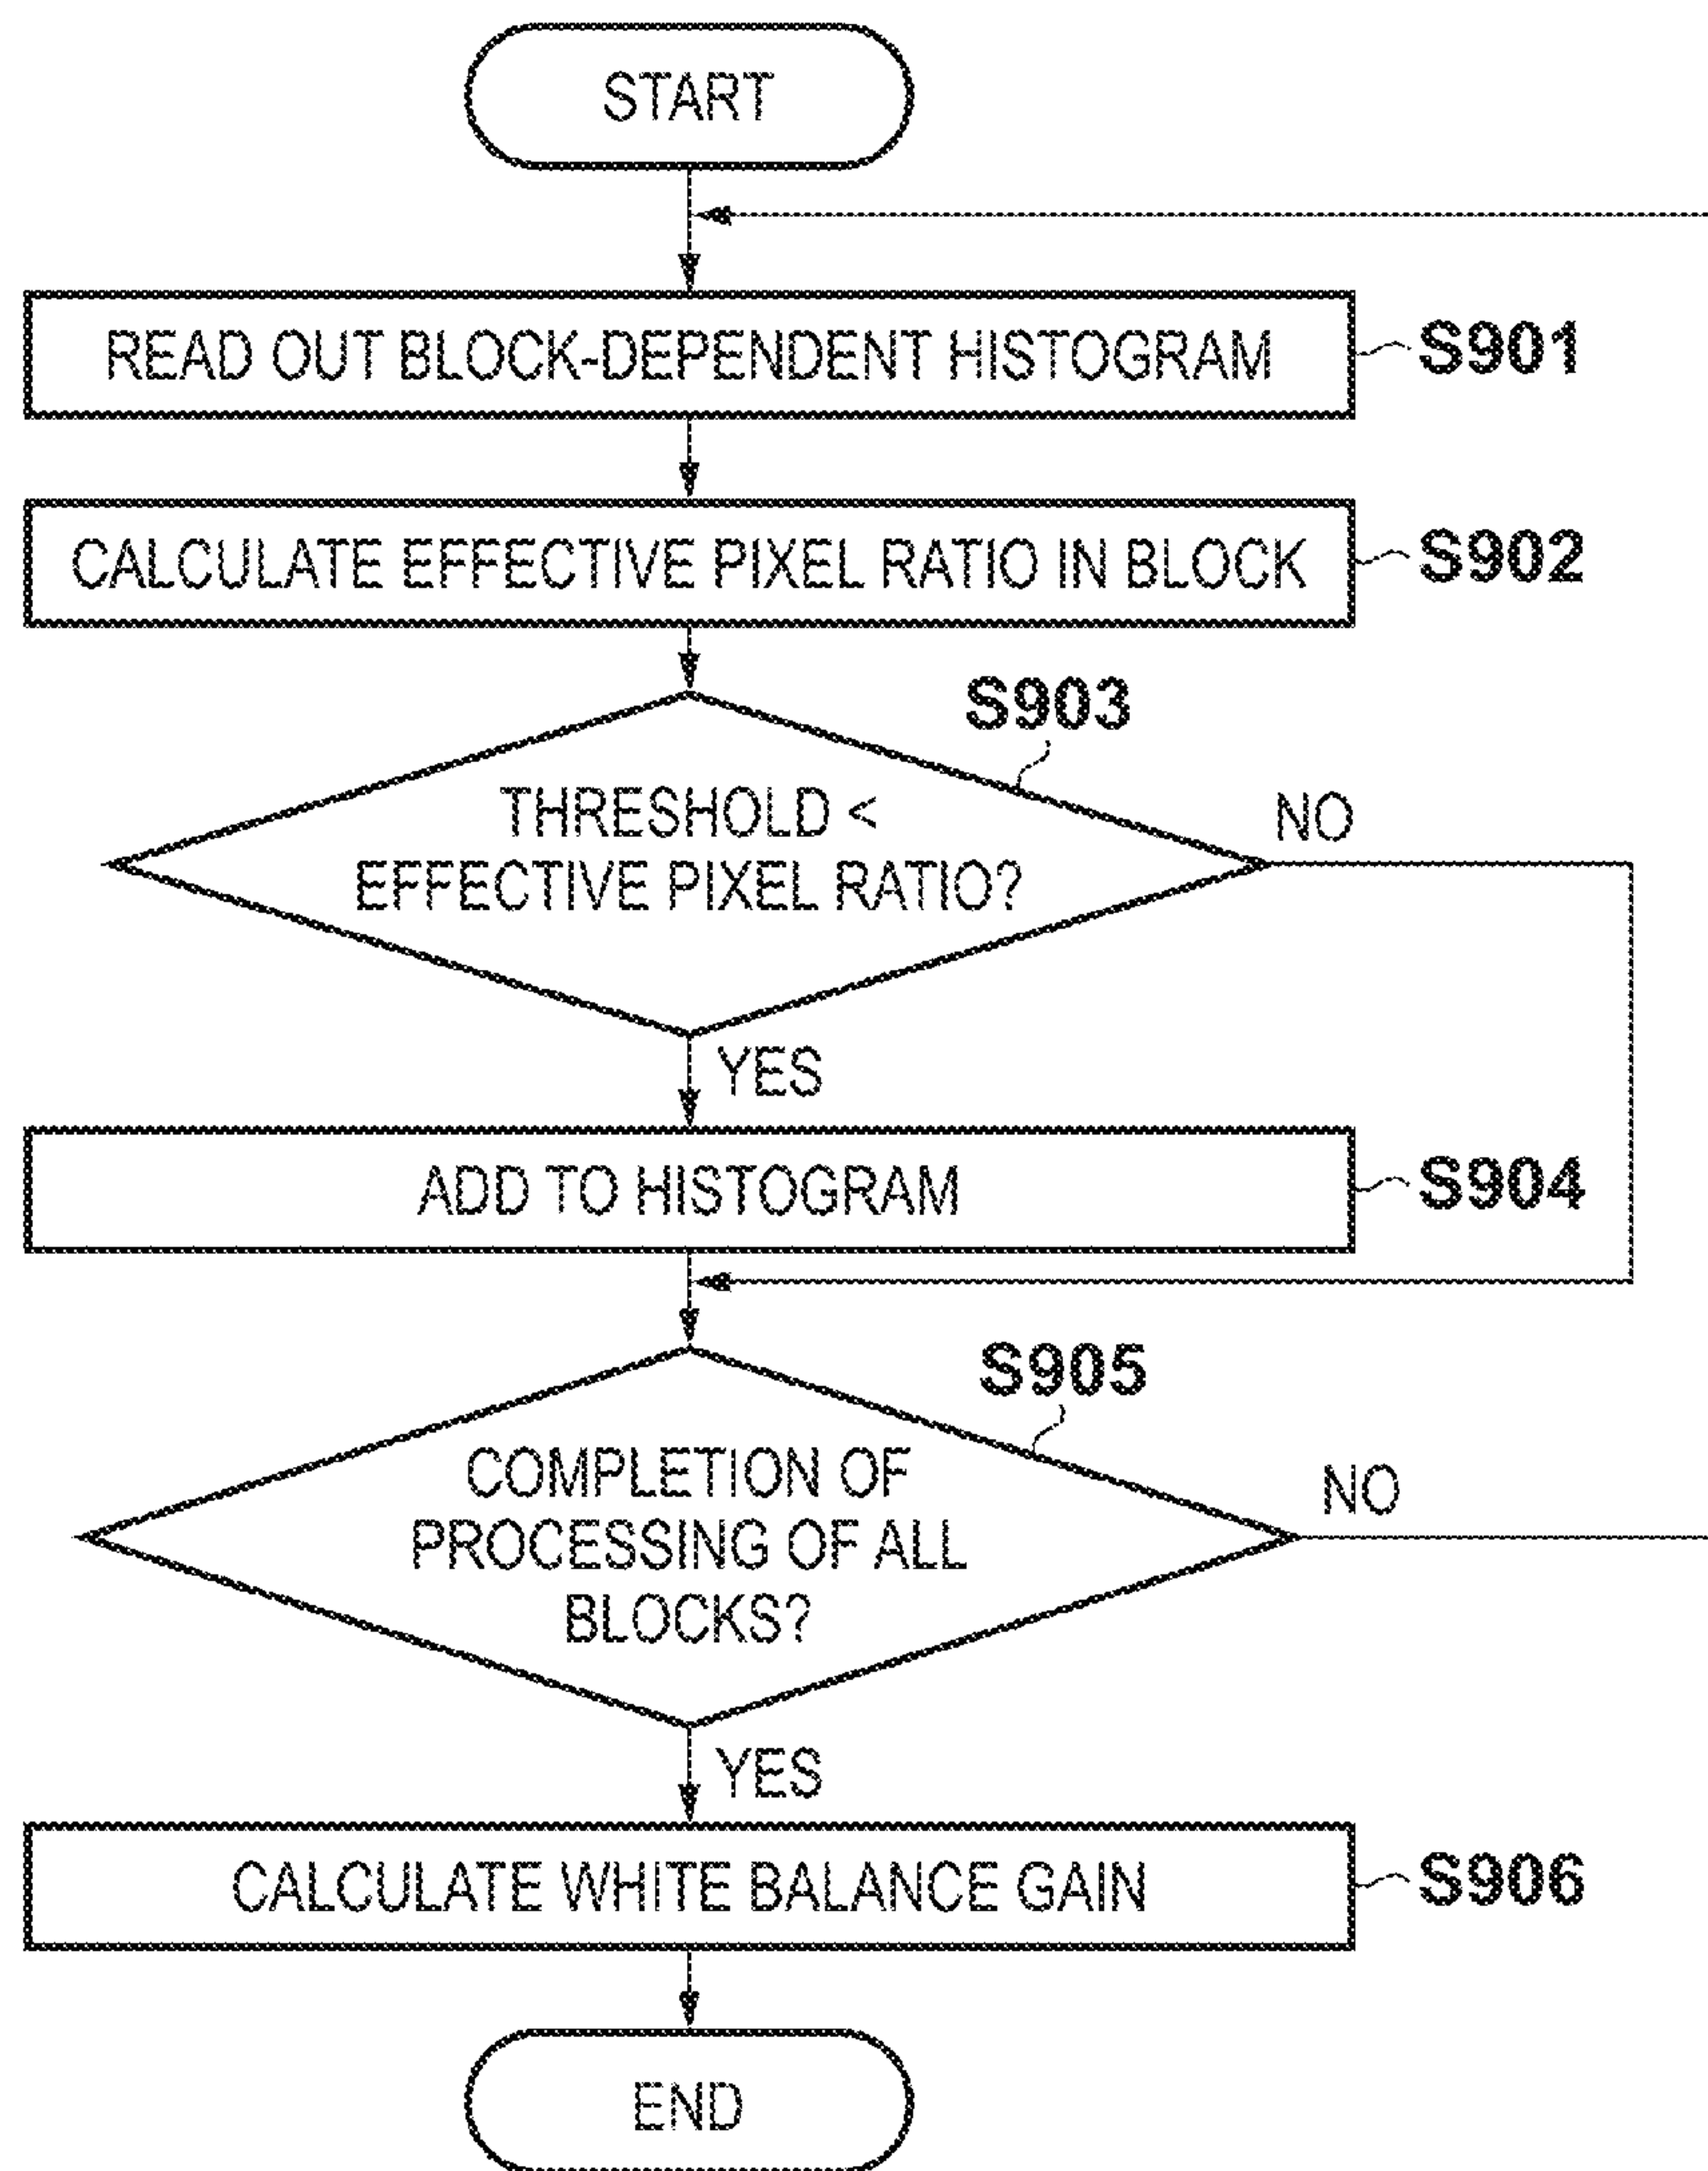 START
READ OUT BLOCK-DEPENDENT HISTOGRAM
S901
CALCULATE EFFECTIVE PIXEL RATIO IN BLOCK
S902
S903
THRESHOLD <
EFFECTIVE PIXEL RATIO?
NO
YES
ADD TO HISTOGRAM
S904
S905
COMPLETION OF
PROCESSING OF ALL
BLOCKS?
NO
YES
CALCULATE WHITE BALANCE GAIN
S906
END